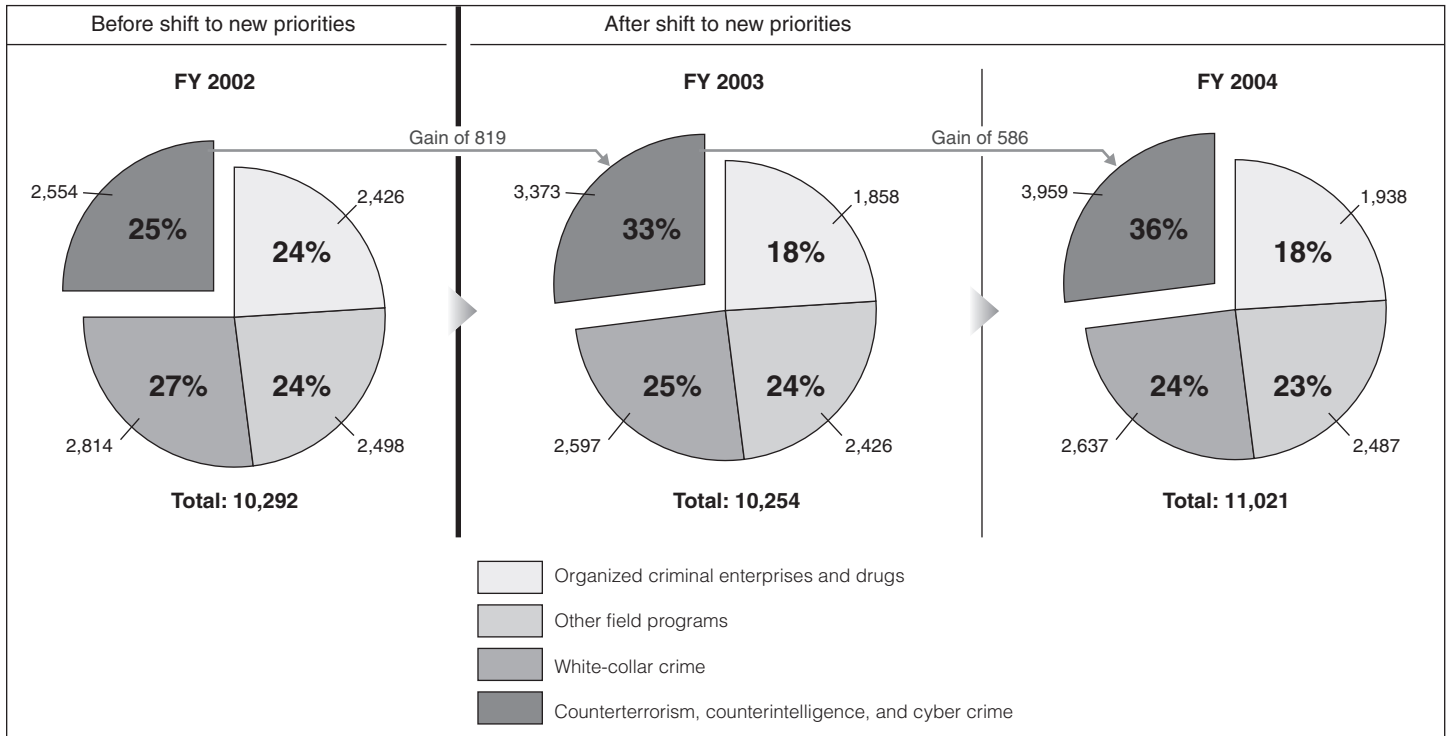 Before shift to new priorities
After shift to new priorities
FY 2002
FY 2003
FY 2004
Gain of 819
Gain of 586
2,554
25%
2,426
24%
27%
24%
2,814
2,498
Total: 10,292
3,373
33%
1,858
18%
25%
24%
2,597
2,426
Total: 10,254
3,959
36%
1,938
18%
24%
23%
2,637
2,487
Total: 11,021
Organized criminal enterprises and drugs
Other field programs
White-collar crime
Counterterrorism, counterintelligence, and cyber crime